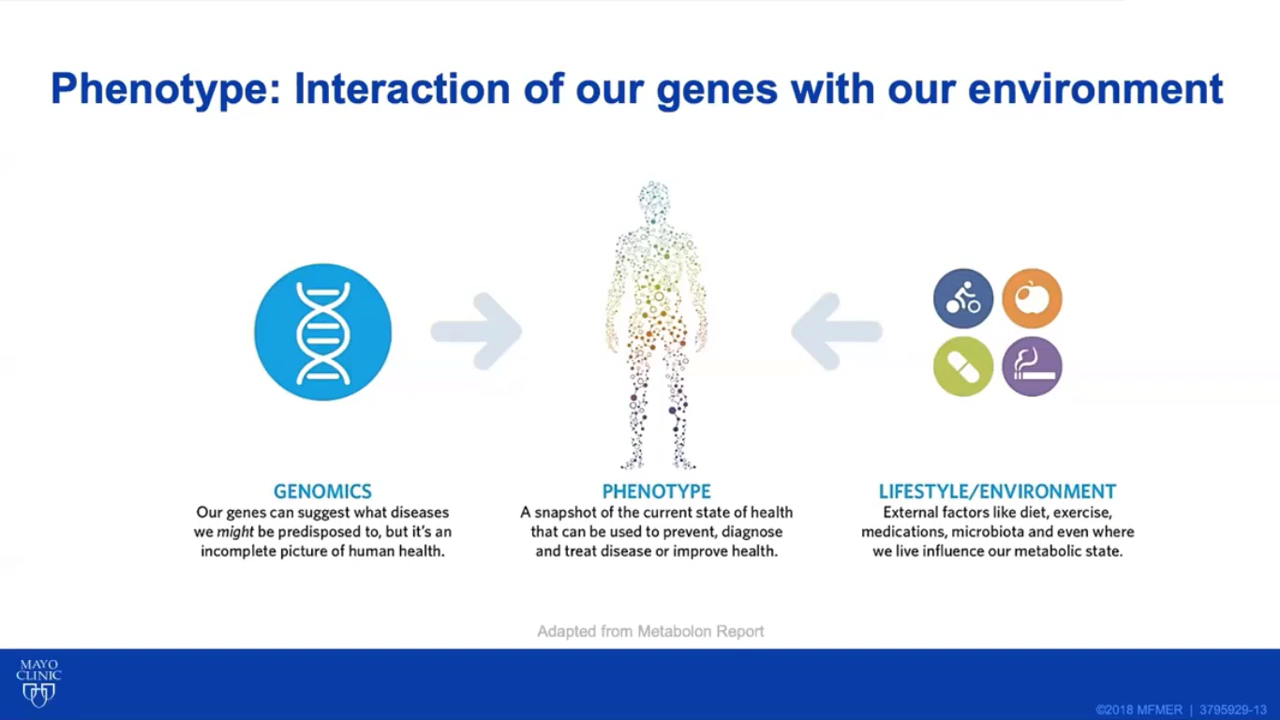 Phenotype: Interaction of our genes with our environment
GENOMICS
Our genes can suggest what diseases
we might be predisposed to, but it's an
incomplete picture of human health.
PHENOTYPE
A snapshot of the current state of health
that can be used to prevent, diagnose
and treat disease or improve health.
LIFESTYLE/ENVIRONMENT
External factors like diet, exercise,
medications, microbiota and even where
we live influence our metabolic state.
Adapted from Metabolon Report
MAYO
CLINIC
©2018 MFMER | 3795929-13